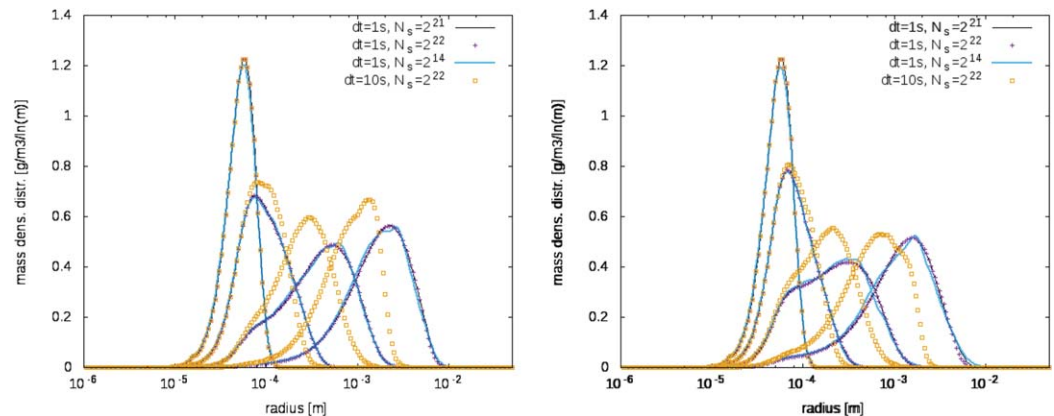 1.4
1.2
1
0.8
0.6
0.4
0.2
0
mass dens. distr. [g/m3/ln(m)]
dt=1s, N_s=2^21
dt=1s, N_s=2^22
dt=1s, N_s=2^14
dt=10s, N_s=2^22
10^-6
10^-5
10^-4
10^-3
10^-2
radius [m]
1.4
1.2
1
0.8
0.6
0.4
0.2
0
mass dens. distr. [g/m3/ln(m)]
dt=1s, N_s=2^21
dt=1s, N_s=2^22
dt=1s, N_s=2^14
dt=10s, N_s=2^22
10^-6
10^-5
10^-4
10^-3
10^-2
radius [m]